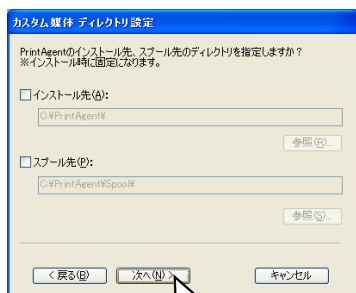 カスタム媒体 ディレクトリ設定
PrintAgentのインストール先、スプール先のディレクトリを指定しますか？
※インストール時に固定になります。
インストール先(A):
C:¥PrintAgent¥
参照(R)...
スプール先(P):
C:¥PrintAgent¥Spool¥
参照(S)...
< 戻る(B) 次へ(N) > キャンセル